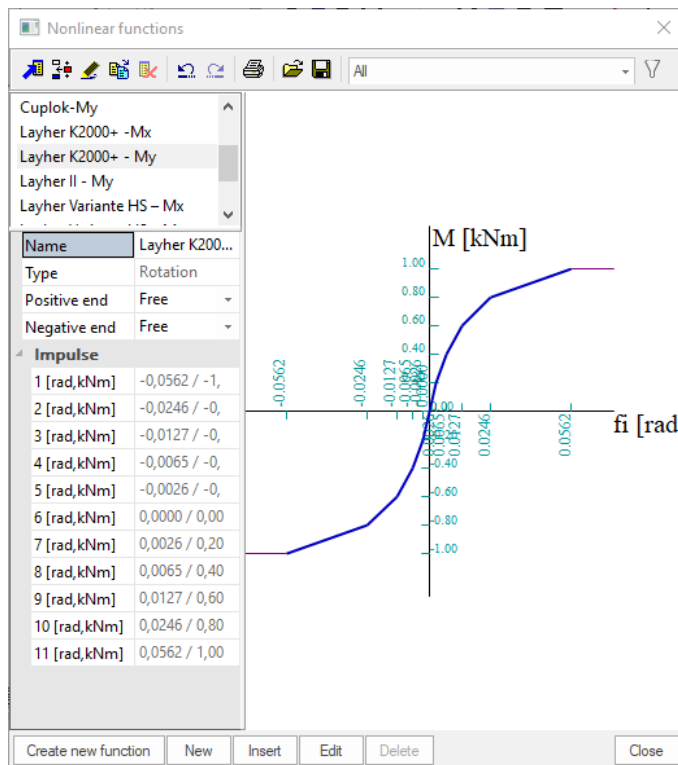 Nonlinear functions
All
Cuplok-My
Layher K2000+ -Mx
Layher K2000+ - My
Layher II - My
Layher Variante HS – Mx
Name Layher K200...
Type Rotation
Positive end Free
Negative end Free
Impulse
1 [rad,kNm] -0,0562 / -1,
2 [rad,kNm] -0,0246 / -0,
3 [rad,kNm] -0,0127 / -0,
4 [rad,kNm] -0,0065 / -0,
5 [rad,kNm] -0,0026 / -0,
6 [rad,kNm] 0,0000 / 0,00
7 [rad,kNm] 0,0026 / 0,20
8 [rad,kNm] 0,0065 / 0,40
9 [rad,kNm] 0,0127 / 0,60
10 [rad,kNm] 0,0246 / 0,80
11 [rad,kNm] 0,0562 / 1,00
M [kNm]
1.00
0.80
0.60
0.40
-0.0562
-0.0246
-0.0127
-0.0065
0.00
fi [rad
0.0065
0.0127
0.0246
0.0562
-0.40
-0.60
-0.80
-1.00
Create new function New Insert Edit Delete Close